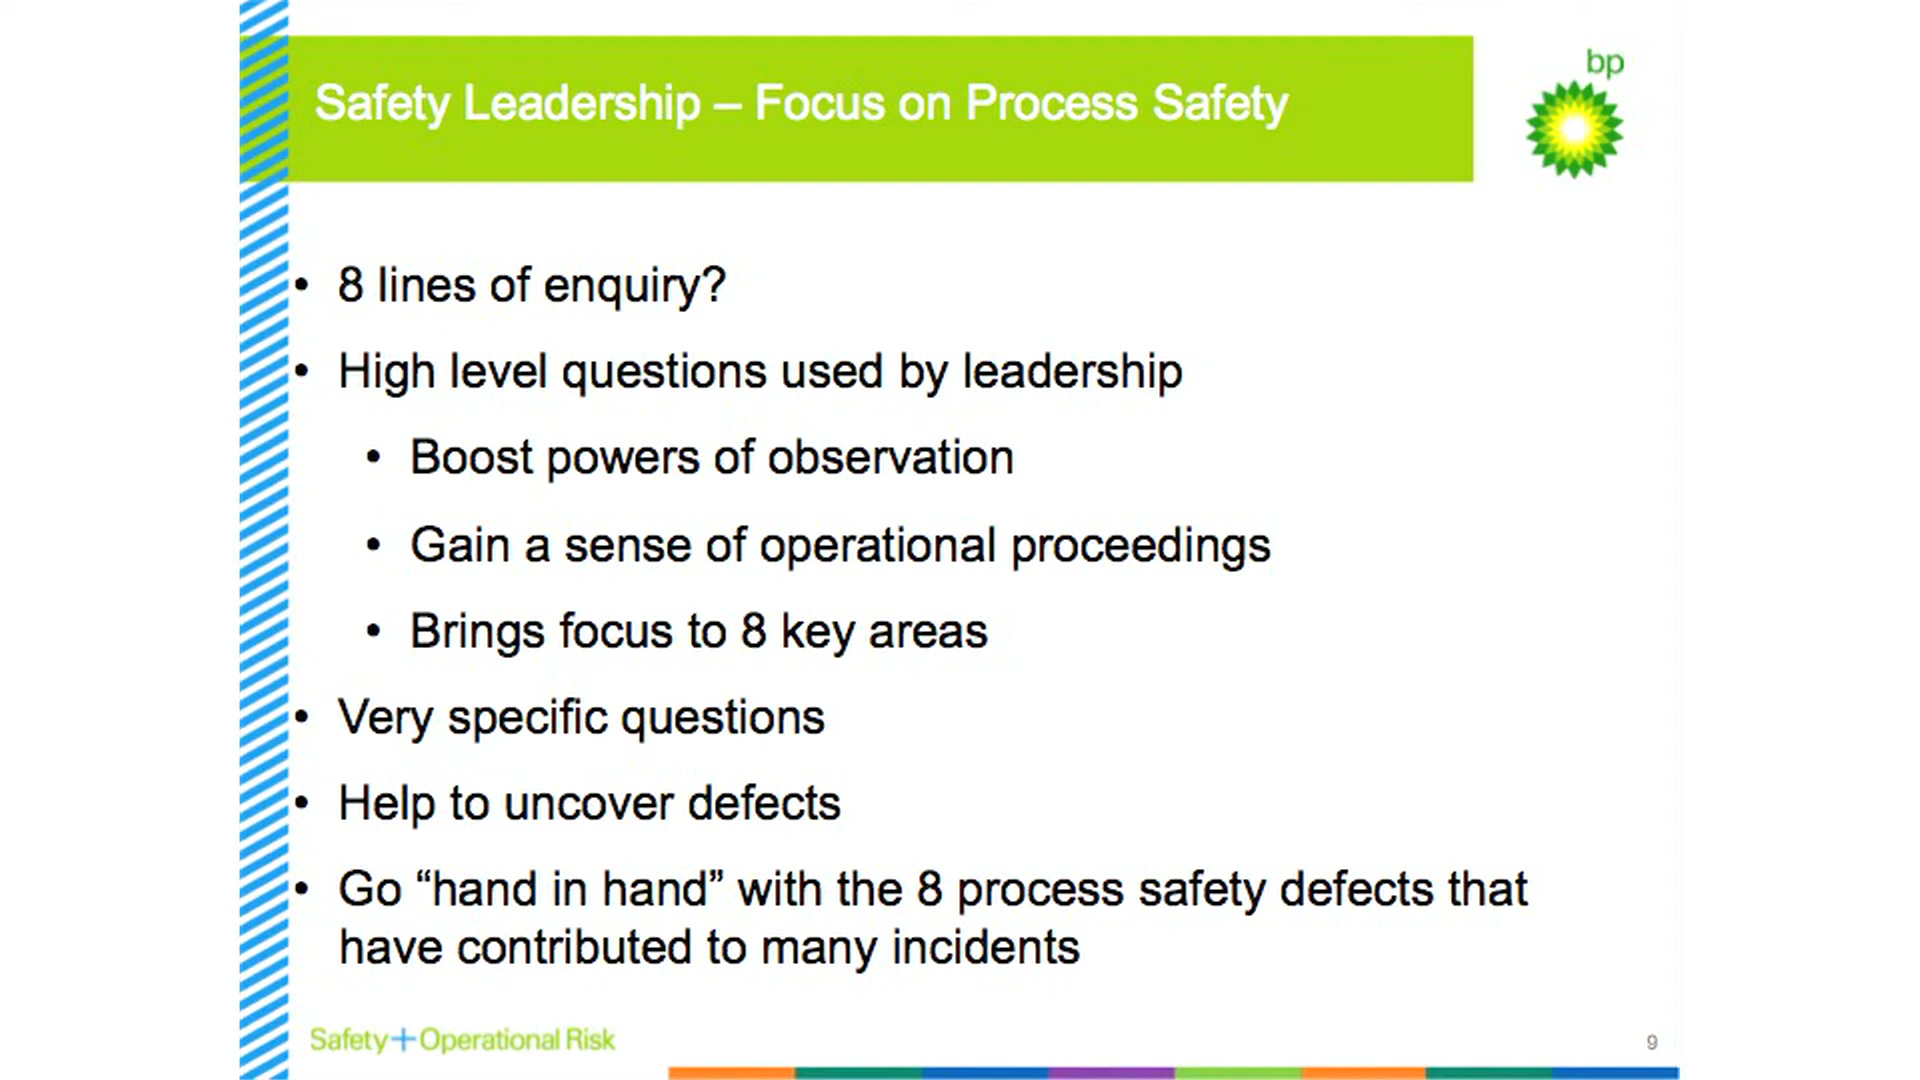 bp
Safety Leadership – Focus on Process Safety
• 8 lines of enquiry?
• High level questions used by leadership
• Boost powers of observation
• Gain a sense of operational proceedings
• Brings focus to 8 key areas
• Very specific questions
• Help to uncover defects
• Go “hand in hand” with the 8 process safety defects that
have contributed to many incidents
Safety+Operational Risk
9